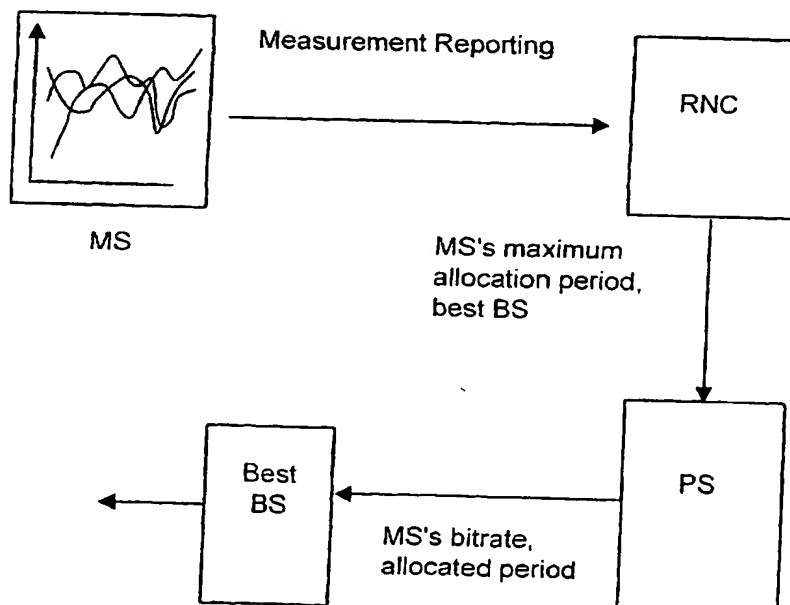 Measurement Reporting
RNC
MS
MS's maximum
allocation period,
best BS
Best
BS
PS
MS's bitrate,
allocated period